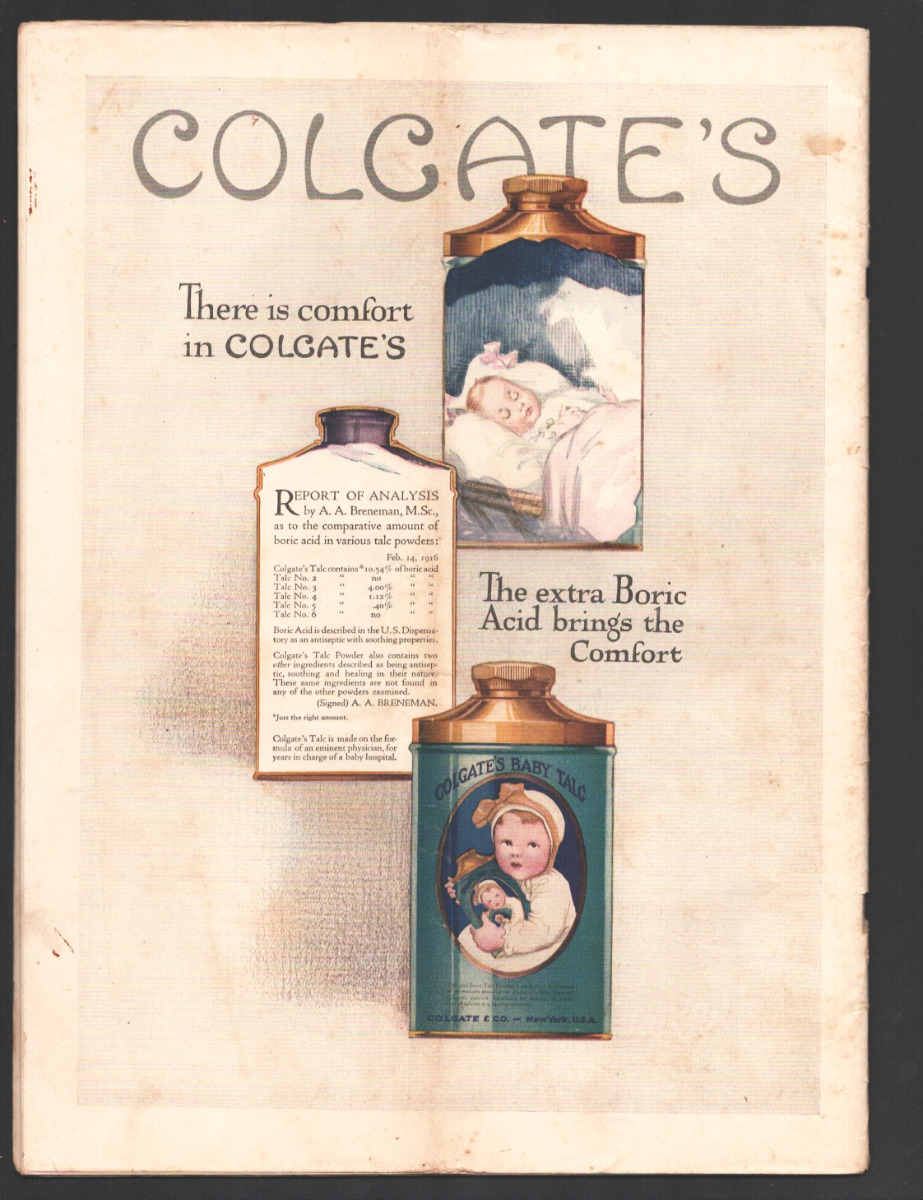 COLGATE'S
There is comfort
in COLGATE'S
REPORT OF ANALYSIS
by A. A. Breneman, M.Sc.,
as to the comparative amount of
boric acid in various talc powders:
Feb. 14, 1916
Colgate's Talc contains *10.54% of boric acid
Talc No. 2 " no " "
Talc No. 3 " 4.00% " "
Talc No. 4 " 1.12% " "
Talc No. 5 " .40% " "
Talc No. 6 " no " "
Boric Acid is described in the U.S. Dispensa-
tory as an antiseptic with soothing properties.
Colgate's Talc Powder also contains two
other ingredients described as being antisep-
tic, soothing and healing in their nature.
These same ingredients are not found in
any of the other powders examined.
(Signed) A. A. BRENEMAN.
*Just the right amount.
Colgate's Talc is made on the for-
mula of an eminent physician, for
years in charge of a baby hospital.
The extra Boric
Acid brings the
Comfort
COLGATE'S BABY TALC
COLGATE & CO. — New York, U.S.A.